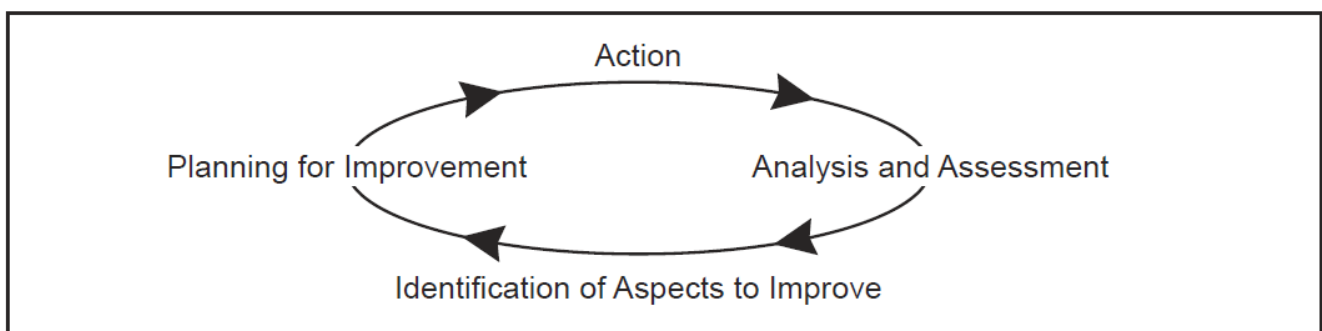 Action
Planning for Improvement
Analysis and Assessment
Identification of Aspects to Improve